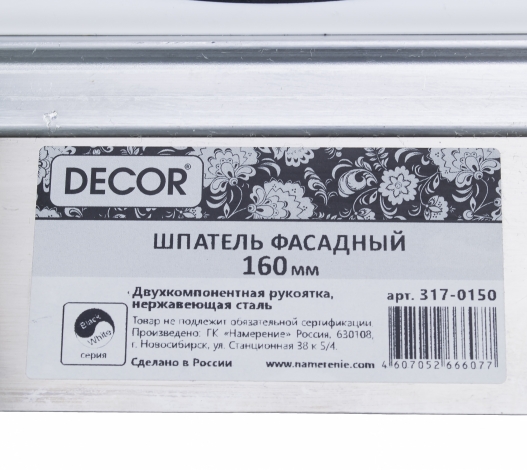 DECOR®
ШПАТЕЛЬ ФАСАДНЫЙ
160 мм
Двухкомпонентная рукоятка,
нержавеющая сталь
арт. 317-0150
Black
White
серия
Товар не подлежит обязательной сертификации.
Произведено: ГК «Намерение» Россия, 630108,
г. Новосибирск, ул. Станционная 38 к 5/4.
Сделано в России
www.namerenie.com
4 607052 666077